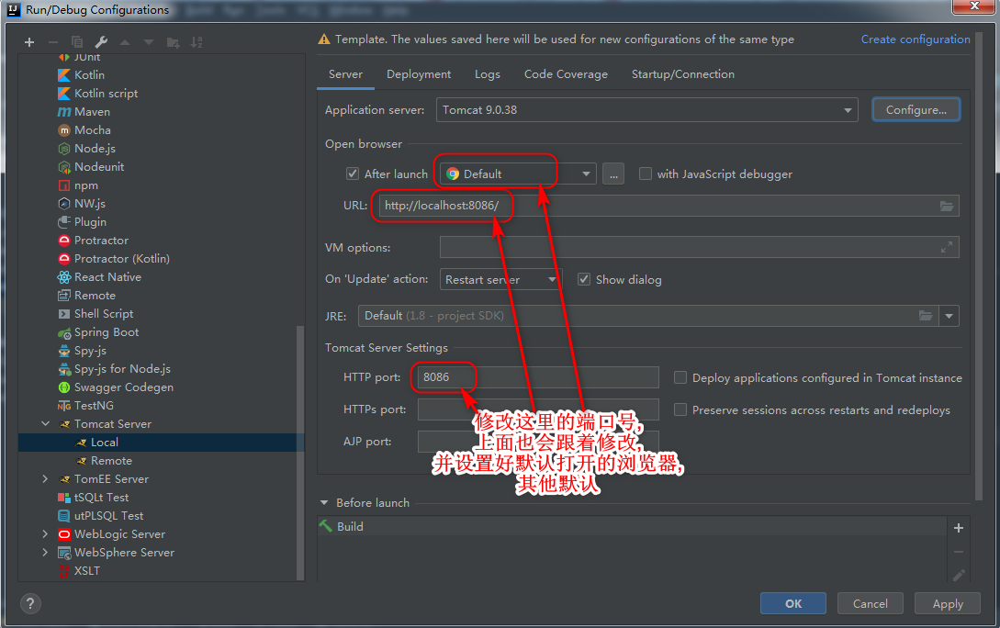 Run/Debug Configurations
JUnit
Kotlin
Kotlin script
Maven
Mocha
Node.js
Nodeunit
npm
NW.js
Plugin
Protractor
Protractor (Kotlin)
React Native
Remote
Shell Script
Spring Boot
Spy-js
Spy-js for Node.js
Swagger Codegen
TestNG
Tomcat Server
Local
Remote
TomEE Server
tSQLt Test
utPLSQL Test
WebLogic Server
WebSphere Server
XSLT
Template. The values saved here will be used for new configurations of the same type
Create configuration
Server Deployment Logs Code Coverage Startup/Connection
Application server: Tomcat 9.0.38 Configure...
Open browser
After launch Default ... with JavaScript debugger
URL: http://localhost:8086/
VM options:
On 'Update' action: Restart server Show dialog
JRE: Default (1.8 - project SDK)
Tomcat Server Settings
HTTP port: 8086 Deploy applications configured in Tomcat instance
HTTPs port: Preserve sessions across restarts and redeploys
AJP port:
修改这里的端口号,
上面也会跟着修改,
并设置好默认打开的浏览器,
其他默认
Before launch
Build
? OK Cancel Apply